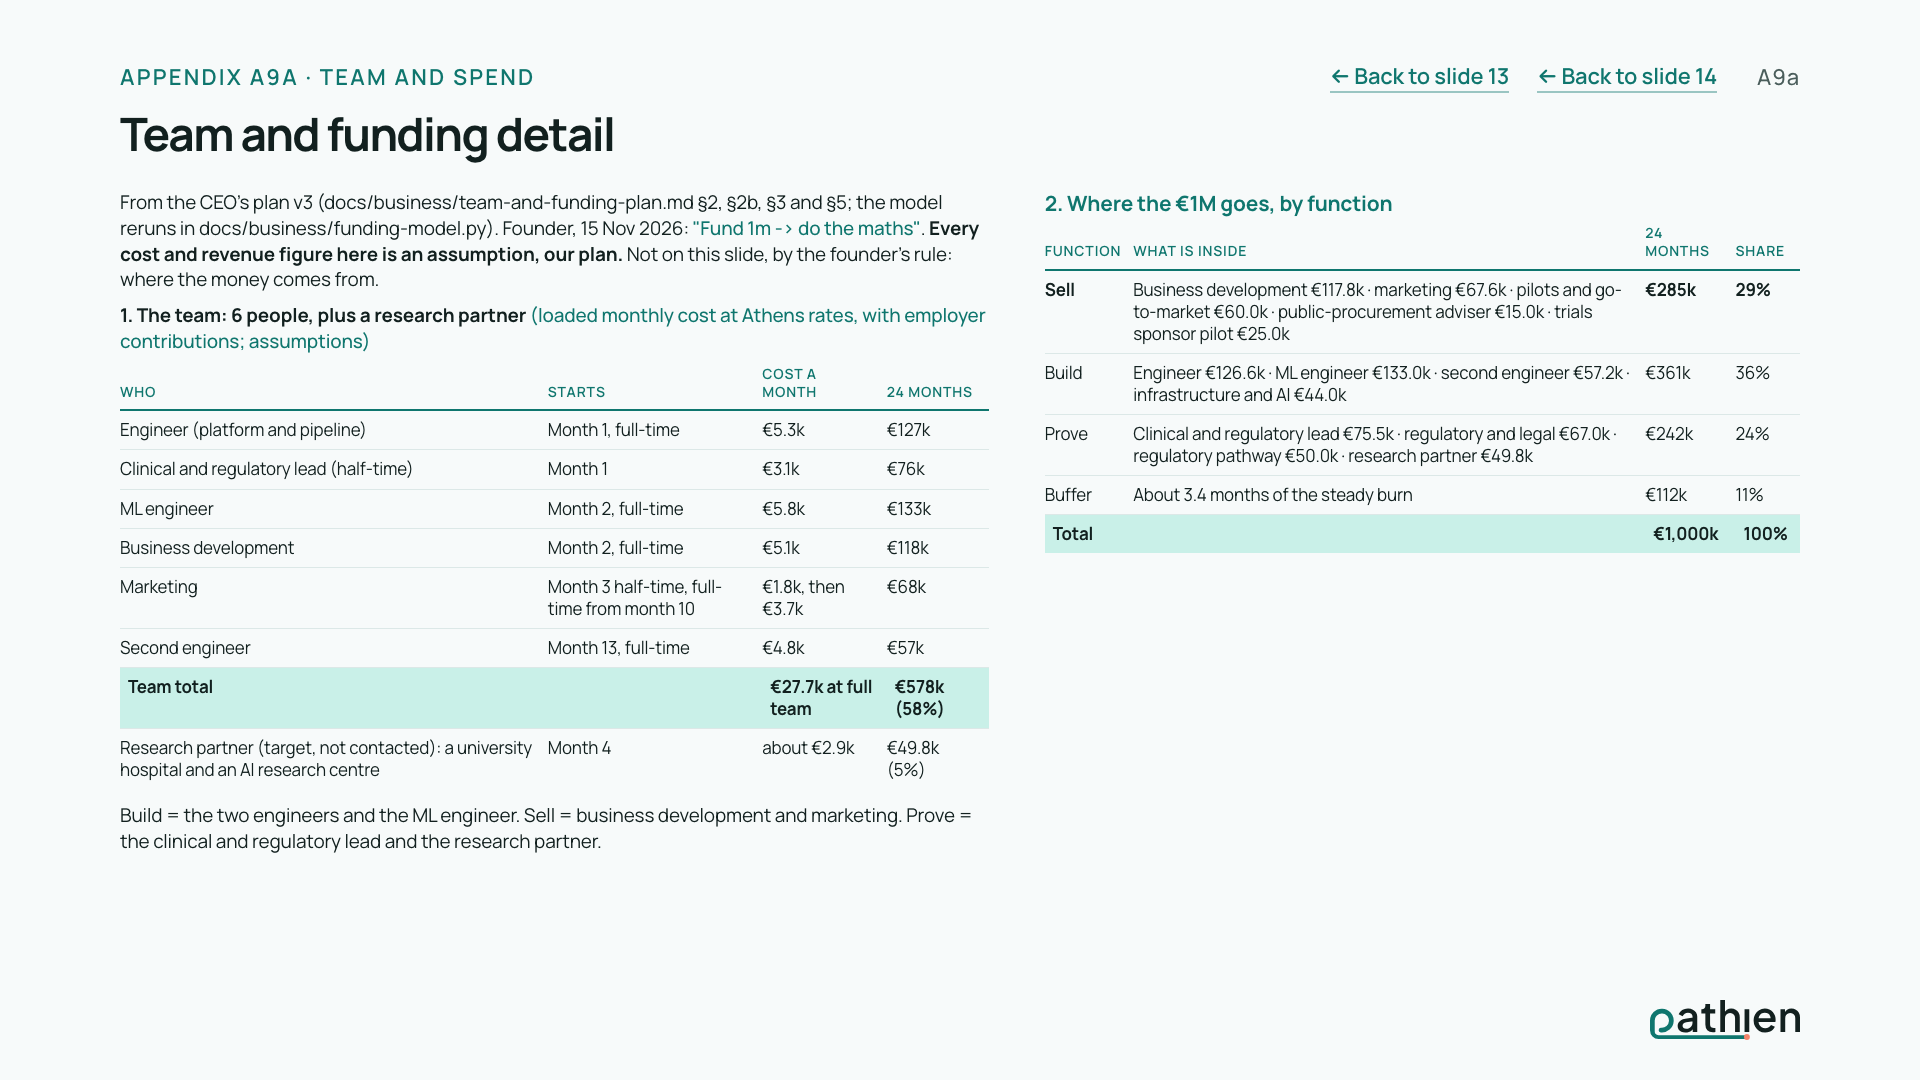 APPENDIX A9A · TEAM AND SPEND
← Back to slide 13
← Back to slide 14
A9a
Team and funding detail
From the CEO's plan v3 (docs/business/team-and-funding-plan.md §2, §2b, §3 and §5; the model
reruns in docs/business/funding-model.py). Founder, 15 Nov 2026: "Fund 1m -> do the maths". Every
cost and revenue figure here is an assumption, our plan. Not on this slide, by the founder's rule:
where the money comes from.
1. The team: 6 people, plus a research partner (loaded monthly cost at Athens rates, with employer
contributions; assumptions)
WHO STARTS COST A MONTH 24 MONTHS
Engineer (platform and pipeline) Month 1, full-time €5.3k €127k
Clinical and regulatory lead (half-time) Month 1 €3.1k €76k
ML engineer Month 2, full-time €5.8k €133k
Business development Month 2, full-time €5.1k €118k
Marketing Month 3 half-time, full- €1.8k, then €68k
time from month 10 €3.7k
Second engineer Month 13, full-time €4.8k €57k
Team total €27.7k at full €578k
team (58%)
Research partner (target, not contacted): a university Month 4 about €2.9k €49.8k
hospital and an AI research centre (5%)
Build = the two engineers and the ML engineer. Sell = business development and marketing. Prove =
the clinical and regulatory lead and the research partner.
2. Where the €1M goes, by function
FUNCTION WHAT IS INSIDE 24 MONTHS SHARE
Sell Business development €117.8k · marketing €67.6k · pilots and go- €285k 29%
to-market €60.0k · public-procurement adviser €15.0k · trials
sponsor pilot €25.0k
Build Engineer €126.6k · ML engineer €133.0k · second engineer €57.2k · €361k 36%
infrastructure and AI €44.0k
Prove Clinical and regulatory lead €75.5k · regulatory and legal €67.0k · €242k 24%
regulatory pathway €50.0k · research partner €49.8k
Buffer About 3.4 months of the steady burn €112k 11%
Total €1,000k 100%
pathien